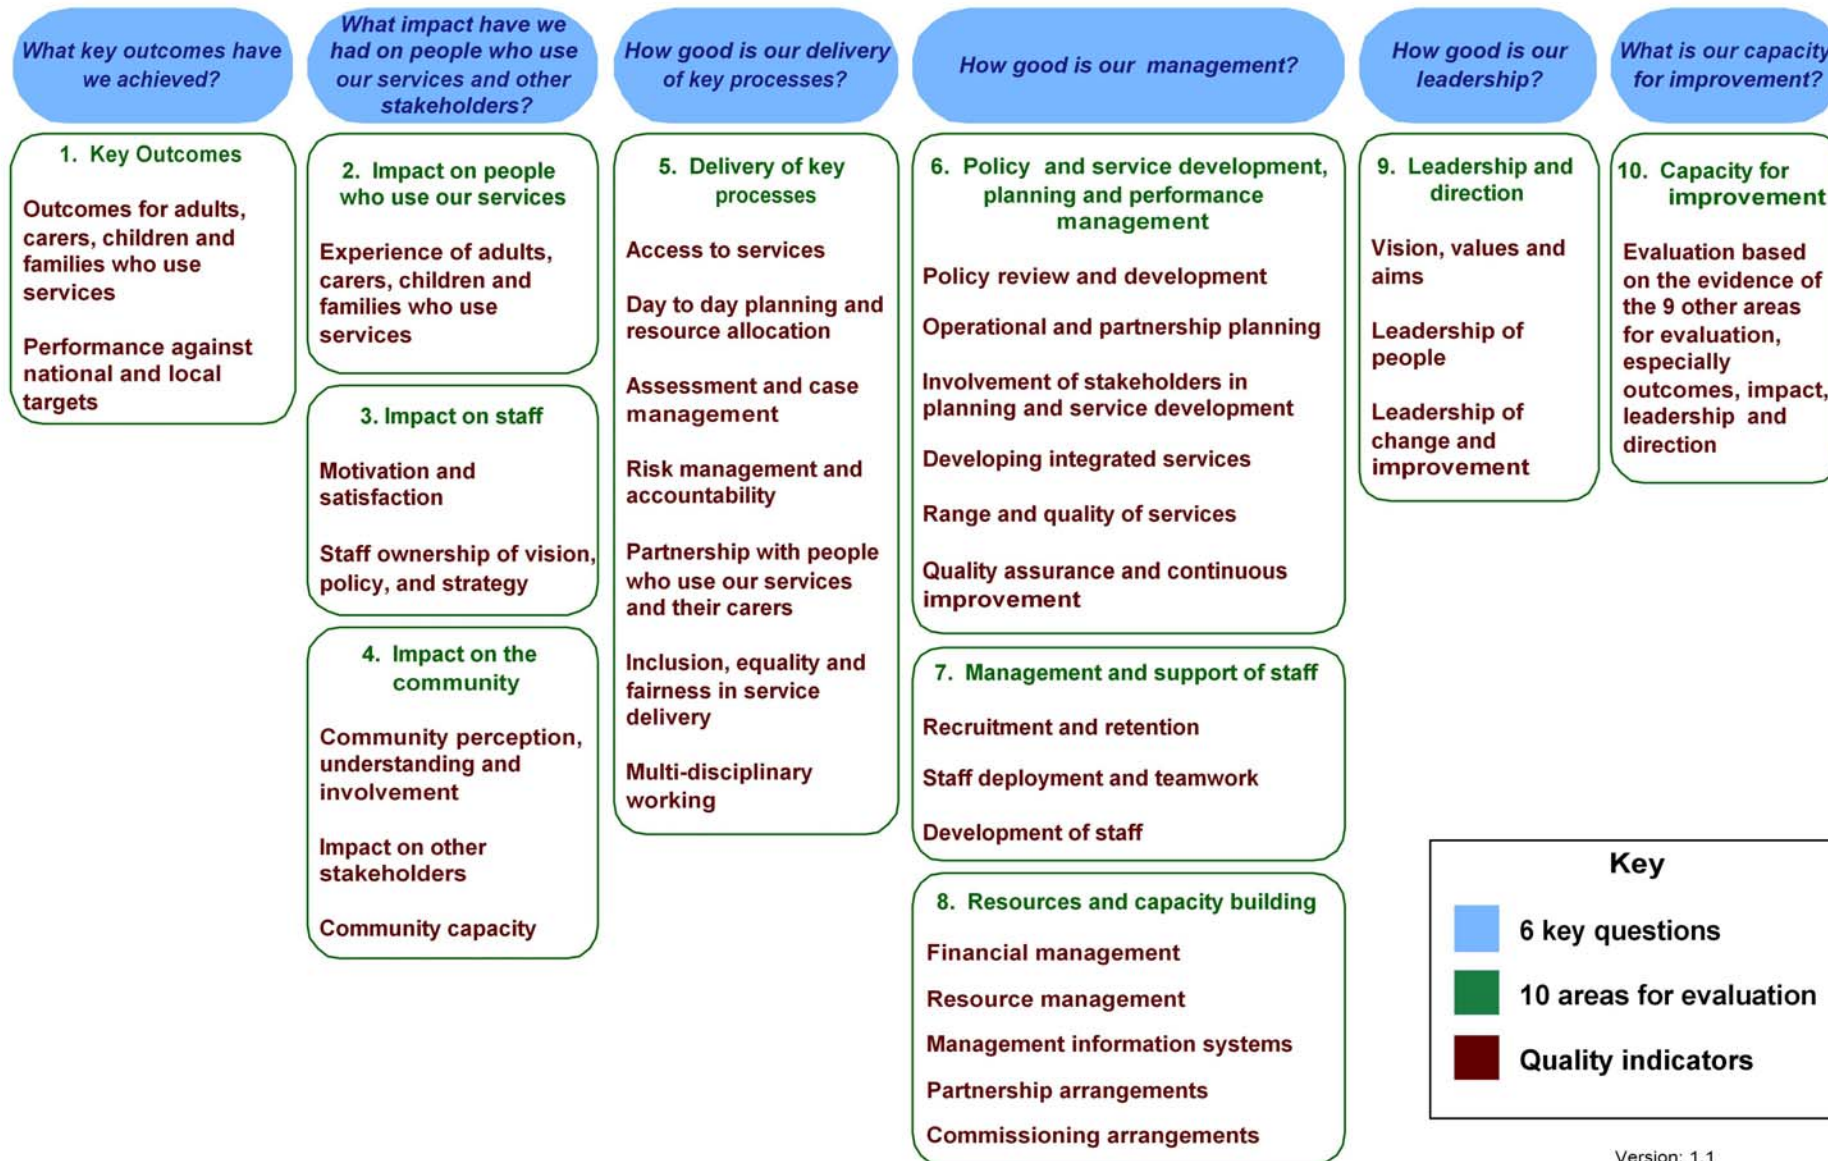 What key outcomes have
we achieved?
What impact have we
had on people who use
our services and other
stakeholders?
How good is our delivery
of key processes?
How good is our management?
How good is our
leadership?
What is our capacity
for improvement?
1. Key Outcomes
Outcomes for adults,
carers, children and
families who use
services
Performance against
national and local
targets
2. Impact on people
who use our services
Experience of adults,
carers, children and
families who use
services
3. Impact on staff
Motivation and
satisfaction
Staff ownership of vision,
policy, and strategy
4. Impact on the
community
Community perception,
understanding and
involvement
Impact on other
stakeholders
Community capacity
5. Delivery of key
processes
Access to services
Day to day planning and
resource allocation
Assessment and case
management
Risk management and
accountability
Partnership with people
who use our services
and their carers
Inclusion, equality and
fairness in service
delivery
Multi-disciplinary
working
6. Policy and service development,
planning and performance
management
Policy review and development
Operational and partnership planning
Involvement of stakeholders in
planning and service development
Developing integrated services
Range and quality of services
Quality assurance and continuous
improvement
7. Management and support of staff
Recruitment and retention
Staff deployment and teamwork
Development of staff
8. Resources and capacity building
Financial management
Resource management
Management information systems
Partnership arrangements
Commissioning arrangements
9. Leadership and
direction
Vision, values and
aims
Leadership of
people
Leadership of
change and
improvement
10. Capacity for
improvement
Evaluation based
on the evidence of
the 9 other areas
for evaluation,
especially
outcomes, impact,
leadership and
direction
Key
6 key questions
10 areas for evaluation
Quality indicators
Version: 1.1